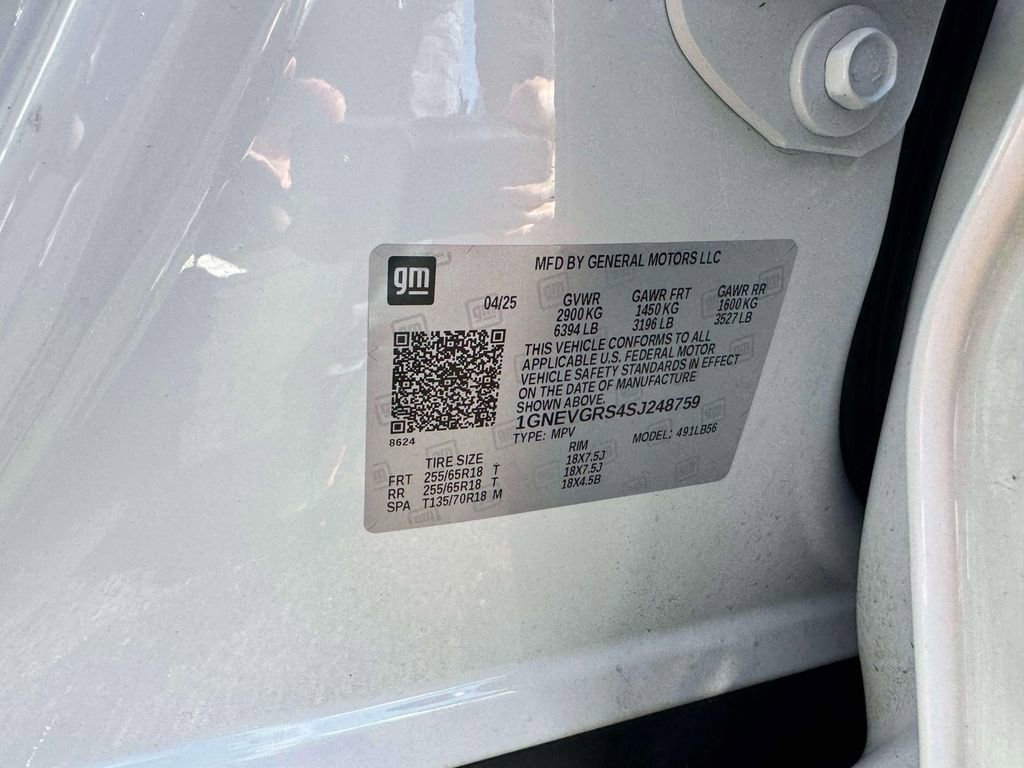 gm
MFD BY GENERAL MOTORS LLC
04/25 GVWR GAWR FRT GAWR RR
2900 KG 1450 KG 1600 KG
6394 LB 3196 LB 3527 LB
THIS VEHICLE CONFORMS TO ALL
APPLICABLE U.S. FEDERAL MOTOR
VEHICLE SAFETY STANDARDS IN EFFECT
ON THE DATE OF MANUFACTURE
SHOWN ABOVE.
1GNEVGRS4SJ248759
8624
TYPE: MPV MODEL: 491LB56
TIRE SIZE RIM
FRT 255/65R18 T 18X7.5J
RR 255/65R18 T 18X7.5J
SPA T135/70R18 M 18X4.5B